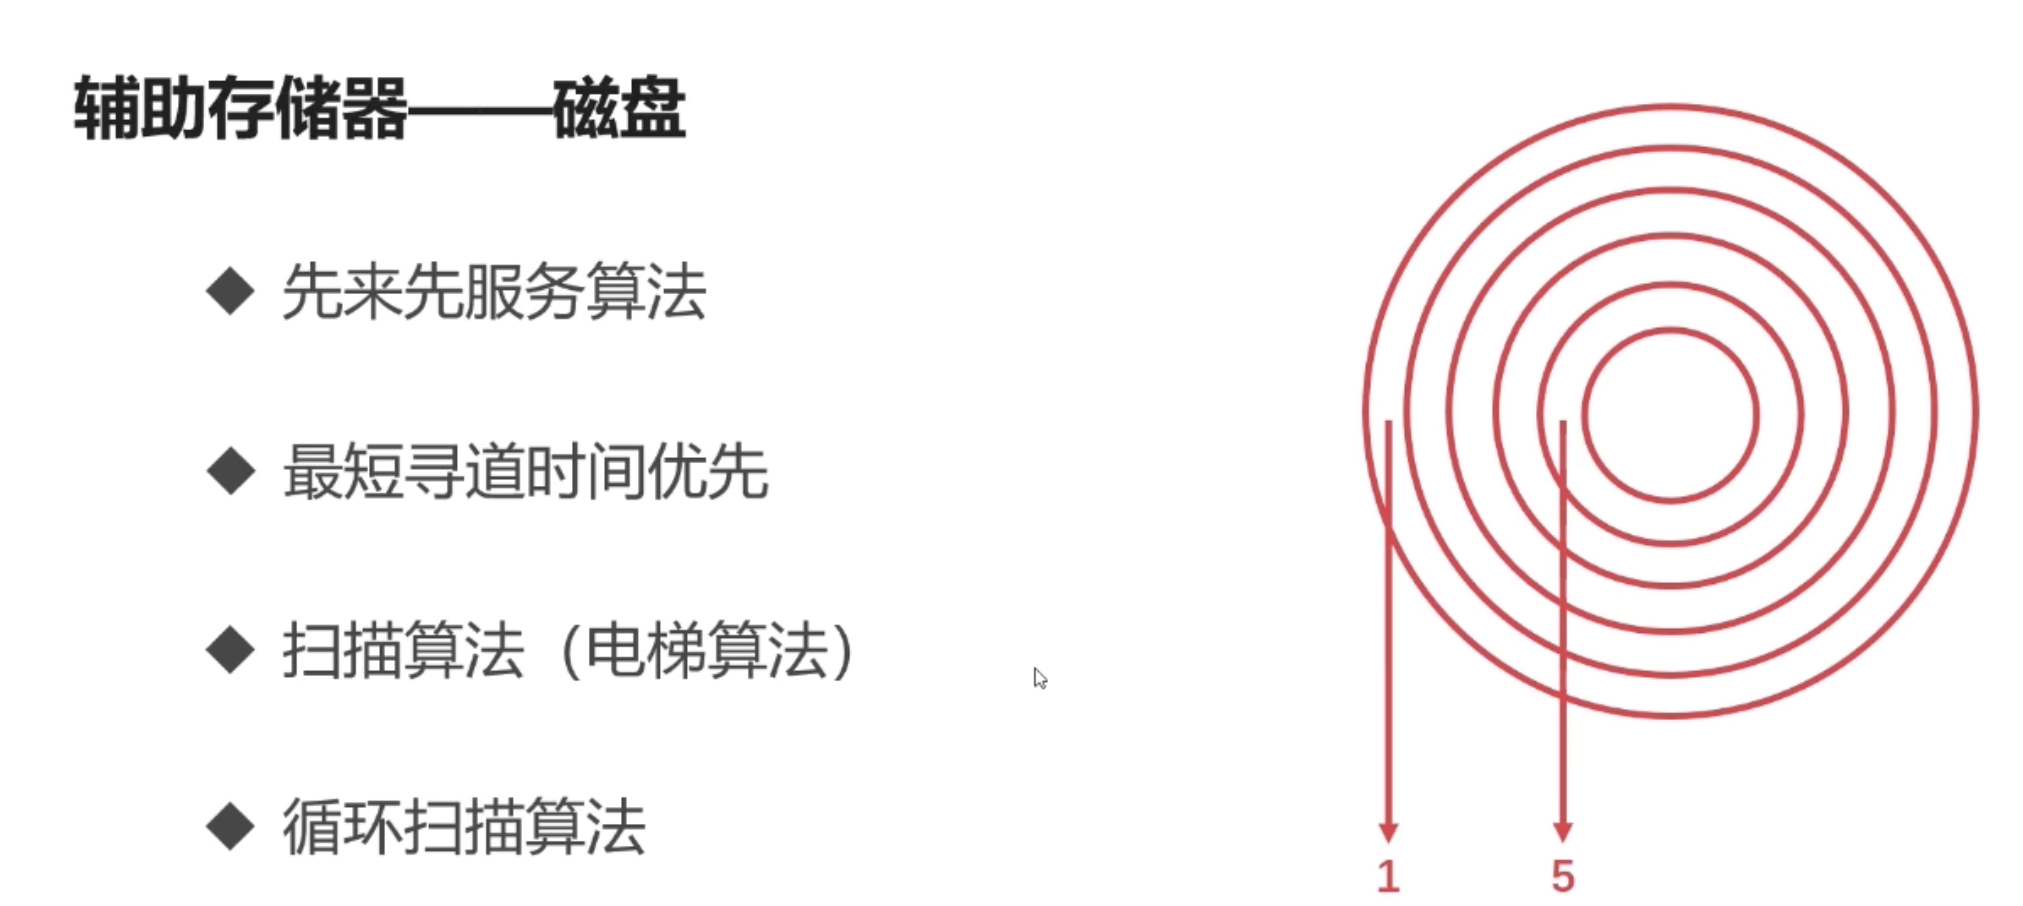 辅助存储器——磁盘
◆ 先来先服务算法
◆ 最短寻道时间优先
◆ 扫描算法（电梯算法）
◆ 循环扫描算法
1
5